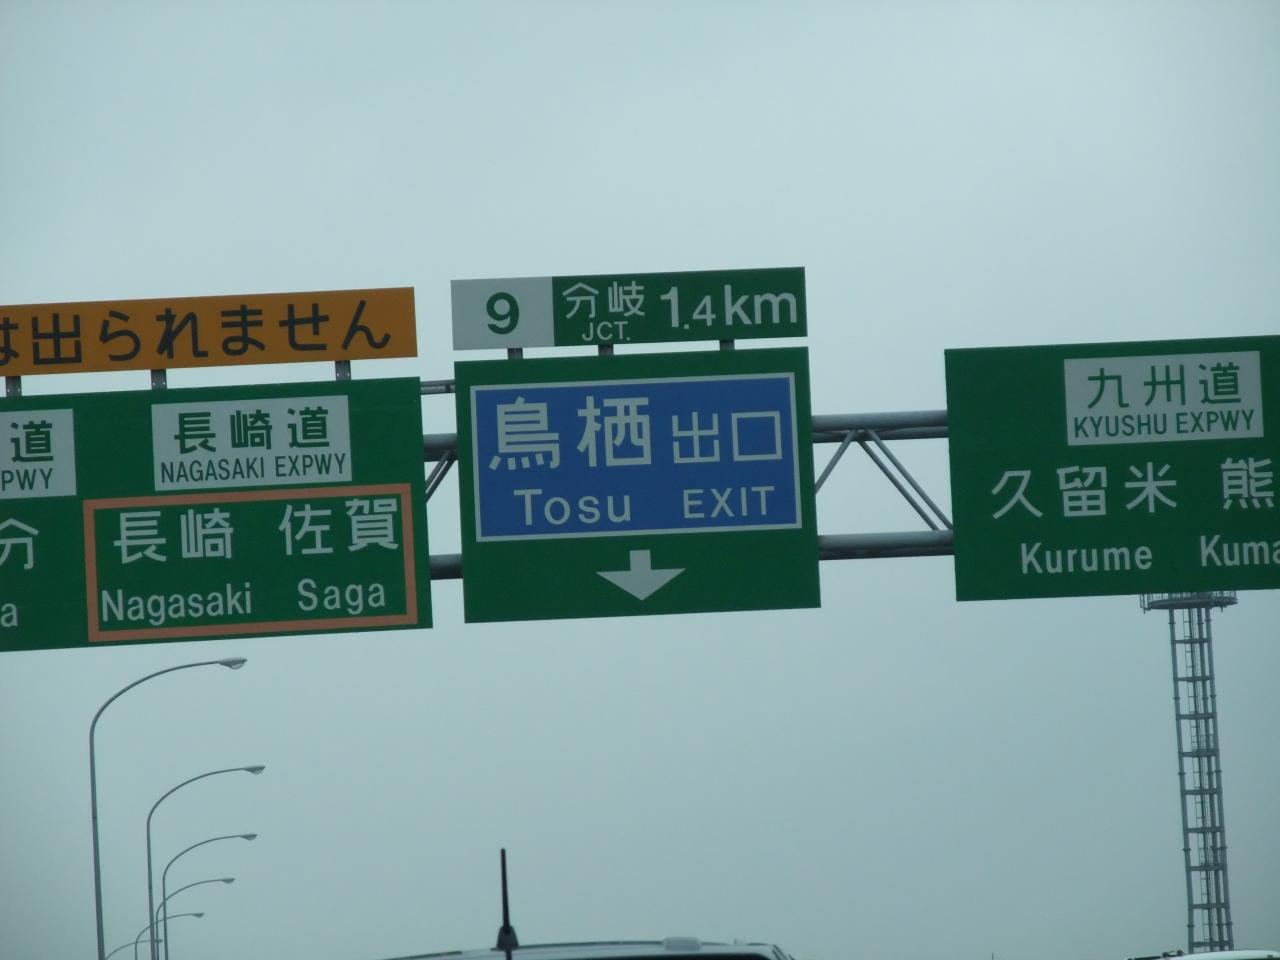 は出られません
道
PWY
分
a
長崎道
NAGASAKI EXPWY
長崎 佐賀
Nagasaki Saga
9 分岐 1.4km
JCT.
鳥栖 出口
Tosu EXIT
九州道
KYUSHU EXPWY
久留米 熊
Kurume Kuma